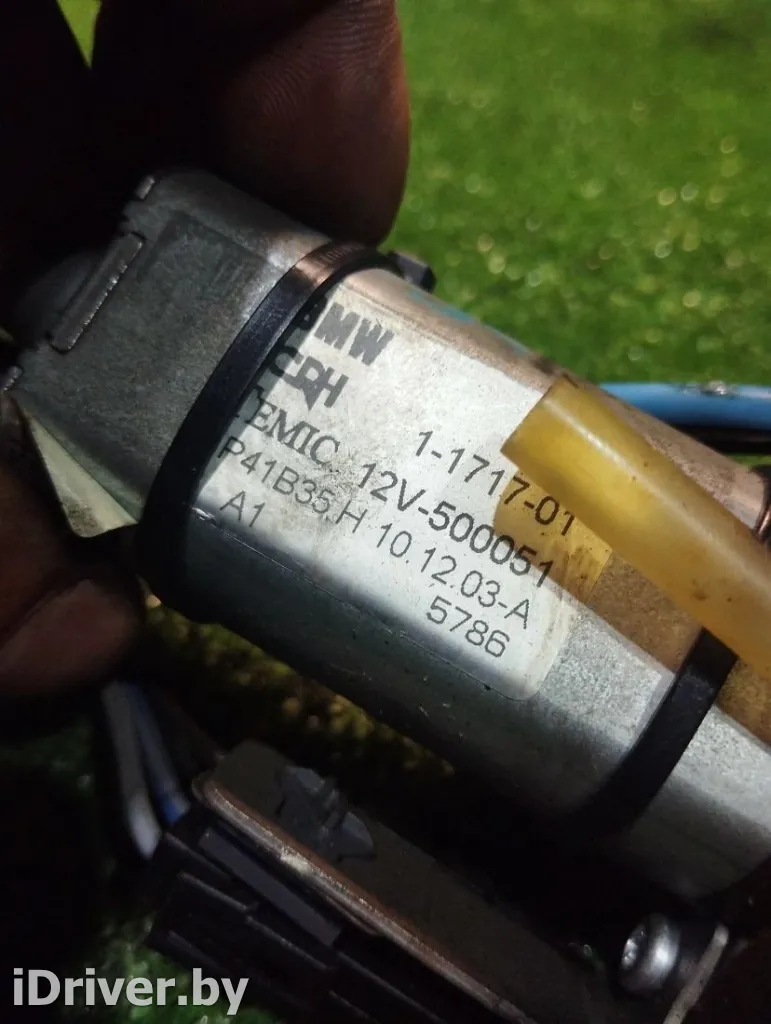 BMW
CRH 1-1717-01
TEMIC 12V-500051
P41B35.H 10.12.03-A
A1 5786
iDriver.by